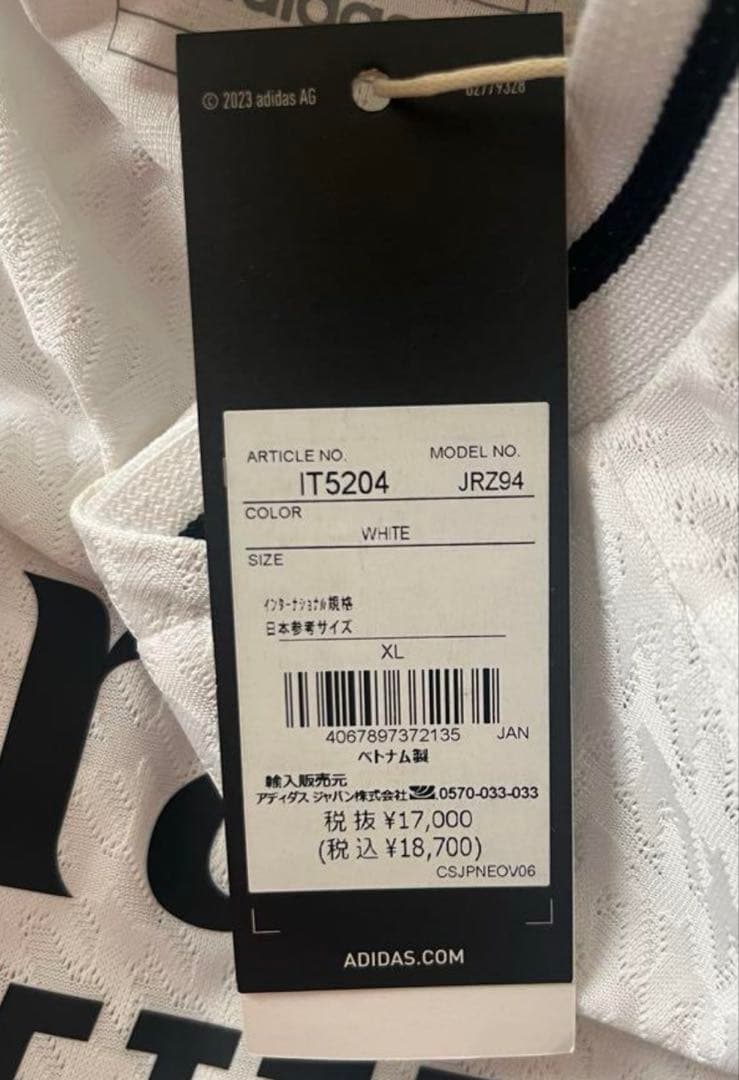 adidas
© 2023 adidas AG
02779328
ARTICLE NO. MODEL NO.
IT5204 JRZ94
COLOR
WHITE
SIZE
インターナショナル規格
日本参考サイズ
XL
4067897372135 JAN
ベトナム製
輸入販売元
アディダス ジャパン株式会社 0570-033-033
税抜 ¥17,000
(税込 ¥18,700)
CSJPNEOV06
ADIDAS.COM